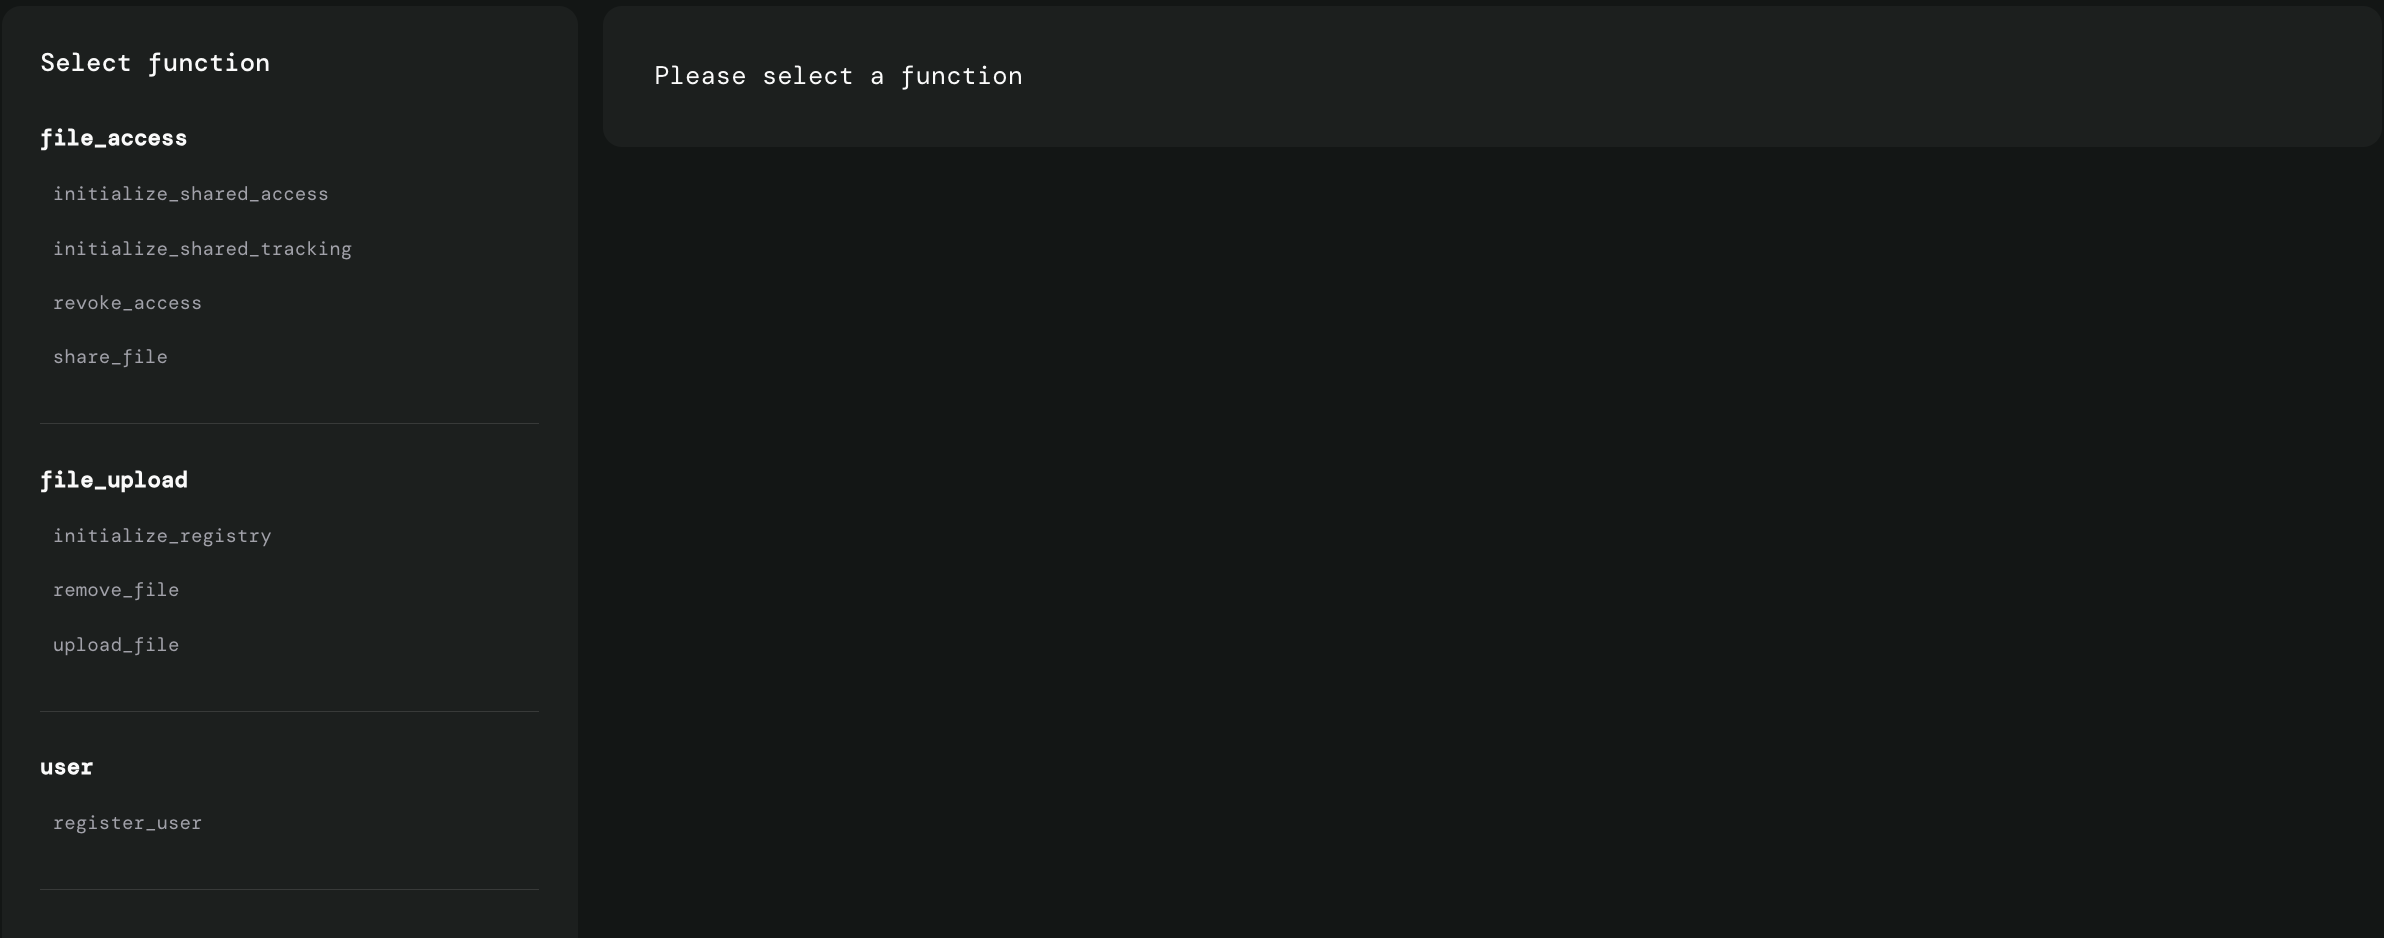 Select function
file_access
initialize_shared_access
initialize_shared_tracking
revoke_access
share_file
file_upload
initialize_registry
remove_file
upload_file
user
register_user
Please select a function